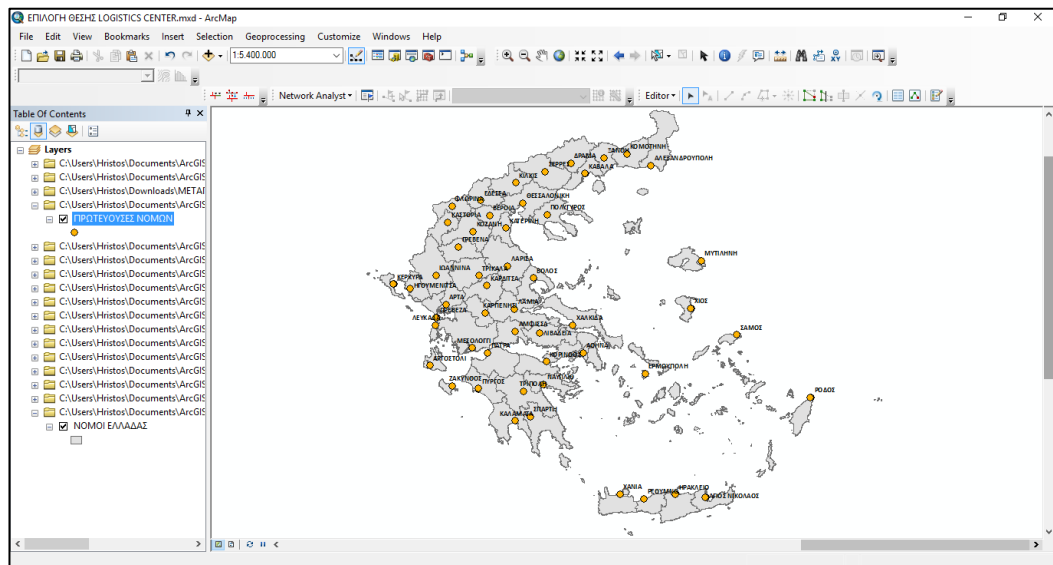 ΕΠΙΛΟΓΗ ΘΕΣΗΣ LOGISTICS CENTER.mxd - ArcMap
File Edit View Bookmarks Insert Selection Geoprocessing Customize Windows Help
1:5.400.000
Network Analyst
Editor
Table Of Contents
Layers
C:\Users\Hristos\Documents\ArcGIS
C:\Users\Hristos\Documents\ArcGIS
C:\Users\Hristos\Downloads\METAI
C:\Users\Hristos\Documents\ArcGIS
ΠΡΩΤΕΥΟΥΣΕΣ ΝΟΜΩΝ
C:\Users\Hristos\Documents\ArcGIS
C:\Users\Hristos\Documents\ArcGIS
C:\Users\Hristos\Documents\ArcGIS
C:\Users\Hristos\Documents\ArcGIS
C:\Users\Hristos\Documents\ArcGIS
C:\Users\Hristos\Documents\ArcGIS
C:\Users\Hristos\Documents\ArcGIS
C:\Users\Hristos\Documents\ArcGIS
C:\Users\Hristos\Documents\ArcGIS
C:\Users\Hristos\Documents\ArcGIS
C:\Users\Hristos\Documents\ArcGIS
C:\Users\Hristos\Documents\ArcGIS
C:\Users\Hristos\Documents\ArcGIS
ΝΟΜΟΙ ΕΛΛΑΔΑΣ
ΚΟΜΟΤΗΝΗ
ΞΑΝΘΗ
ΔΡΑΜΑ
ΑΛΕΞΑΝΔΡΟΥΠΟΛΗ
ΣΕΡΡΕΣ
ΚΑΒΑΛΑ
ΚΙΛΚΙΣ
ΕΔΕΣΣΑ
ΘΕΣΣΑΛΟΝΙΚΗ
ΦΛΩΡΙΝΑ
ΒΕΡΟΙΑ
ΠΟΛΥΓΥΡΟΣ
ΚΑΣΤΟΡΙΑ
ΚΟΖΑΝΗ
ΚΑΤΕΡΙΝΗ
ΓΡΕΒΕΝΑ
ΜΥΤΙΛΗΝΗ
ΛΑΡΙΣΑ
ΙΩΑΝΝΙΝΑ
ΤΡΙΚΑΛΑ
ΒΟΛΟΣ
ΚΕΡΚΥΡΑ
ΚΑΡΔΙΤΣΑ
ΗΓΟΥΜΕΝΙΤΣΑ
ΑΡΤΑ
ΧΙΟΣ
ΛΑΜΙΑ
ΚΑΡΠΕΝΗΣΙ
ΠΡΕΒΕΖΑ
ΛΕΥΚΑΔΑ
ΧΑΛΚΙΔΑ
ΑΜΦΙΣΣΑ
ΛΙΒΑΔΕΙΑ
ΣΑΜΟΣ
ΜΕΣΟΛΟΓΓΙ
ΠΑΤΡΑ
ΑΘΗΝΑ
ΚΟΡΙΝΘΟΣ
ΑΡΓΟΣΤΟΛΙ
ΕΡΜΟΥΠΟΛΗ
ΖΑΚΥΝΘΟΣ
ΠΥΡΓΟΣ
ΝΑΥΠΛΙΟ
ΤΡΙΠΟΛΗ
ΡΟΔΟΣ
ΣΠΑΡΤΗ
ΚΑΛΑΜΑΤΑ
ΧΑΝΙΑ
ΡΕΘΥΜΝΟ
ΗΡΑΚΛΕΙΟ
ΑΓΙΟΣ ΝΙΚΟΛΑΟΣ